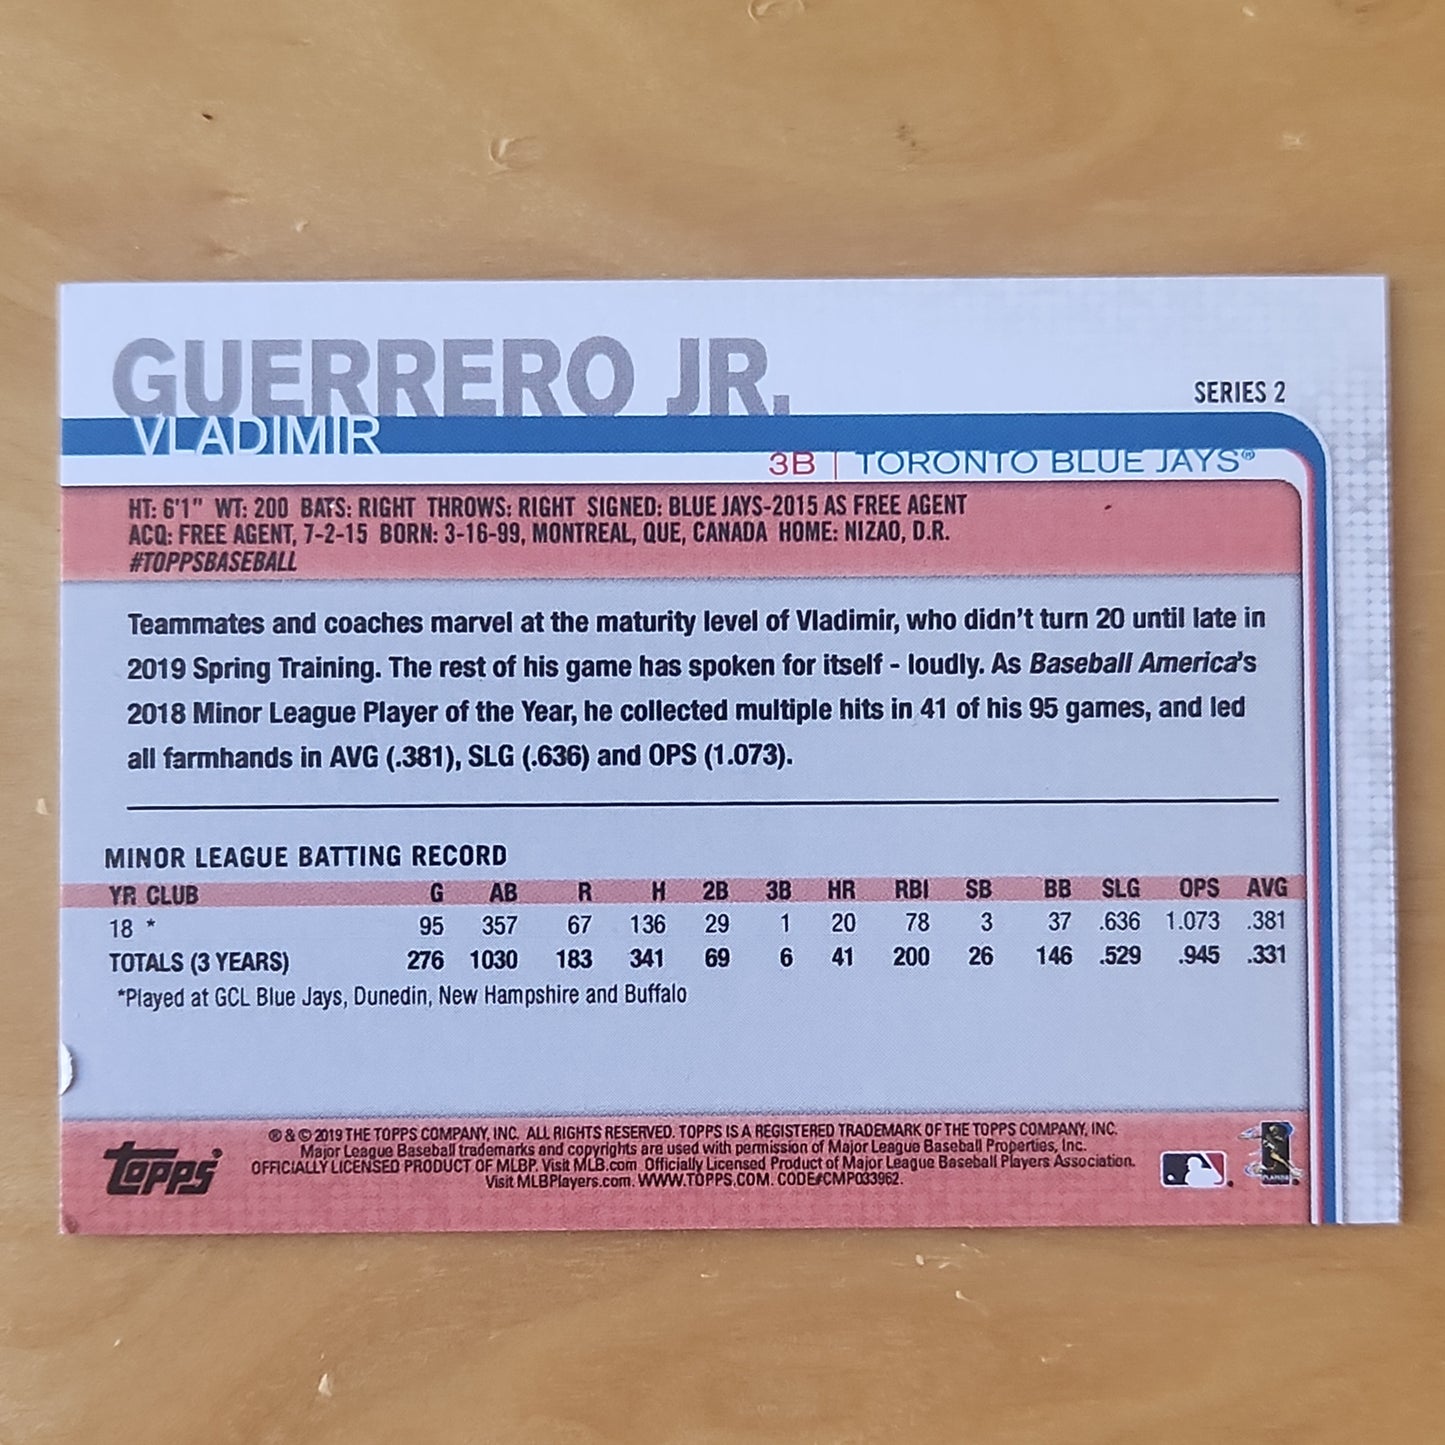 GUERRERO JR.
SERIES 2
VLADIMIR
3B | TORONTO BLUE JAYS®
HT: 6'1" WT: 200 BATS: RIGHT THROWS: RIGHT SIGNED: BLUE JAYS-2015 AS FREE AGENT
ACQ: FREE AGENT, 7-2-15 BORN: 3-16-99, MONTREAL, QUE, CANADA HOME: NIZAO, D.R.
#TOPPSBASEBALL
Teammates and coaches marvel at the maturity level of Vladimir, who didn't turn 20 until late in
2019 Spring Training. The rest of his game has spoken for itself - loudly. As Baseball America's
2018 Minor League Player of the Year, he collected multiple hits in 41 of his 95 games, and led
all farmhands in AVG (.381), SLG (.636) and OPS (1.073).
MINOR LEAGUE BATTING RECORD
YR CLUB G AB R H 2B 3B HR RBI SB BB SLG OPS AVG
18 * 95 357 67 136 29 1 20 78 3 37 .636 1.073 .381
TOTALS (3 YEARS) 276 1030 183 341 69 6 41 200 26 146 .529 .945 .331
*Played at GCL Blue Jays, Dunedin, New Hampshire and Buffalo
Topps
® & © 2019 THE TOPPS COMPANY, INC. ALL RIGHTS RESERVED. TOPPS IS A REGISTERED TRADEMARK OF THE TOPPS COMPANY, INC.
Major League Baseball trademarks and copyrights are used with permission of Major League Baseball Properties, Inc.
OFFICIALLY LICENSED PRODUCT OF MLBP. Visit MLB.com Officially Licensed Product of Major League Baseball Players Association.
Visit MLBPlayers.com. WWW.TOPPS.COM. CODE#CMP033962.